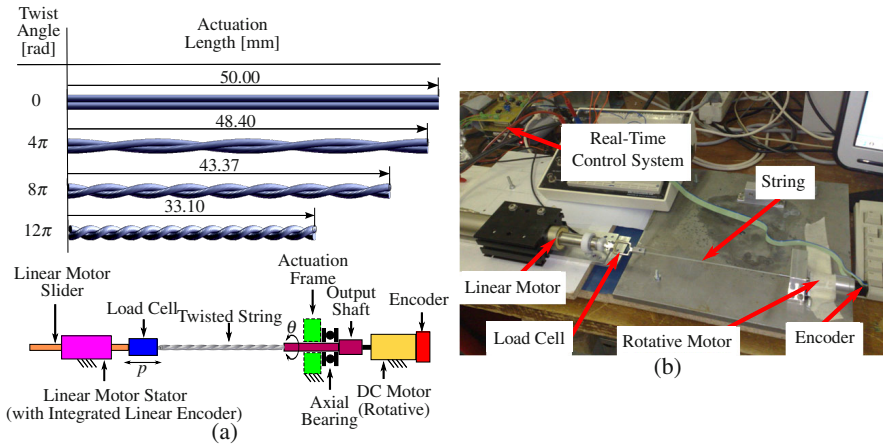 Twist
Angle
[rad]
Actuation
Length [mm]
50.00
0
48.40
4π
43.37
8π
33.10
12π
Linear Motor
Slider
Load Cell
Twisted String
Actuation
Frame
θ
Output
Shaft
Encoder
p
Linear Motor Stator
(with Integrated Linear Encoder)
Axial
Bearing
DC Motor
(Rotative)
(a)
Real-Time
Control System
String
Linear Motor
Load Cell
Rotative Motor
Encoder
(b)